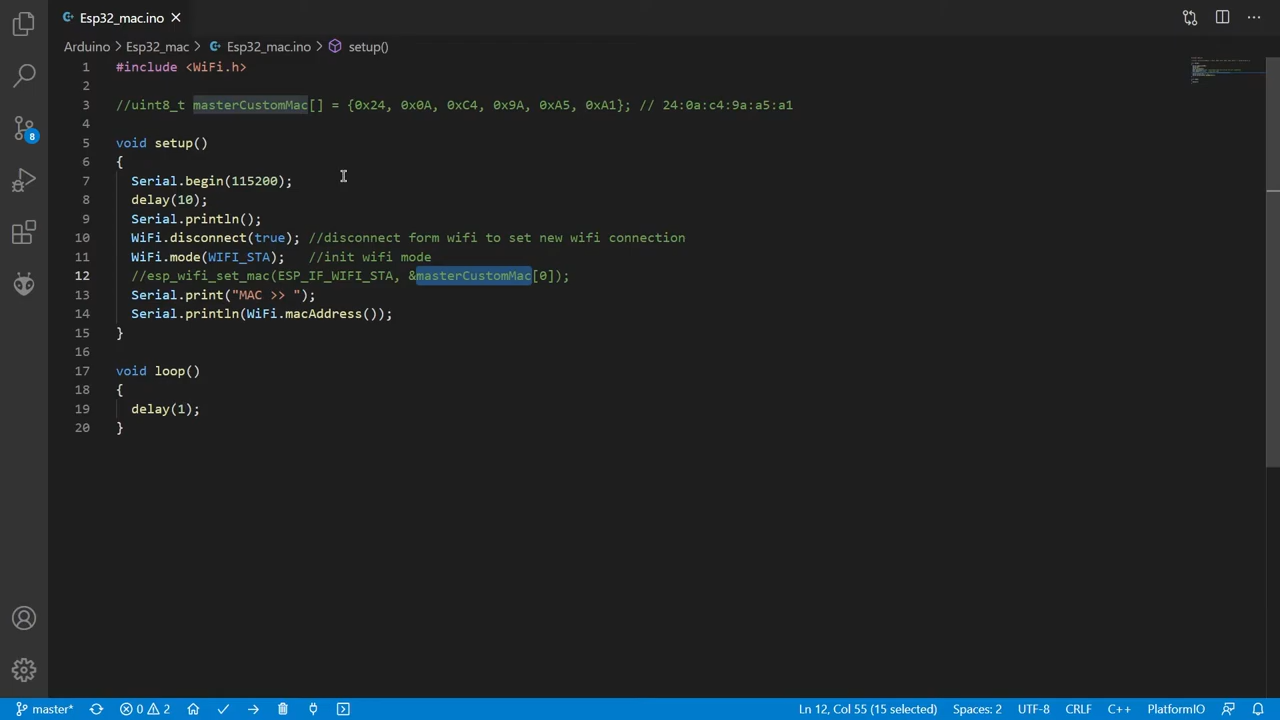 Esp32_mac.ino
Arduino > Esp32_mac > Esp32_mac.ino > setup()
1 #include <WiFi.h>
2
3 //uint8_t masterCustomMac[] = {0x24, 0x0A, 0xC4, 0x9A, 0xA5, 0xA1}; // 24:0a:c4:9a:a5:a1
4
5 void setup()
6 {
7 Serial.begin(115200);
8 delay(10);
9 Serial.println();
10 WiFi.disconnect(true); //disconnect form wifi to set new wifi connection
11 WiFi.mode(WIFI_STA); //init wifi mode
12 //esp_wifi_set_mac(ESP_IF_WIFI_STA, &masterCustomMac[0]);
13 Serial.print("MAC >> ");
14 Serial.println(WiFi.macAddress());
15 }
16
17 void loop()
18 {
19 delay(1);
20 }
8
master* 0 2 Ln 12, Col 55 (15 selected) Spaces: 2 UTF-8 CRLF C++ PlatformIO